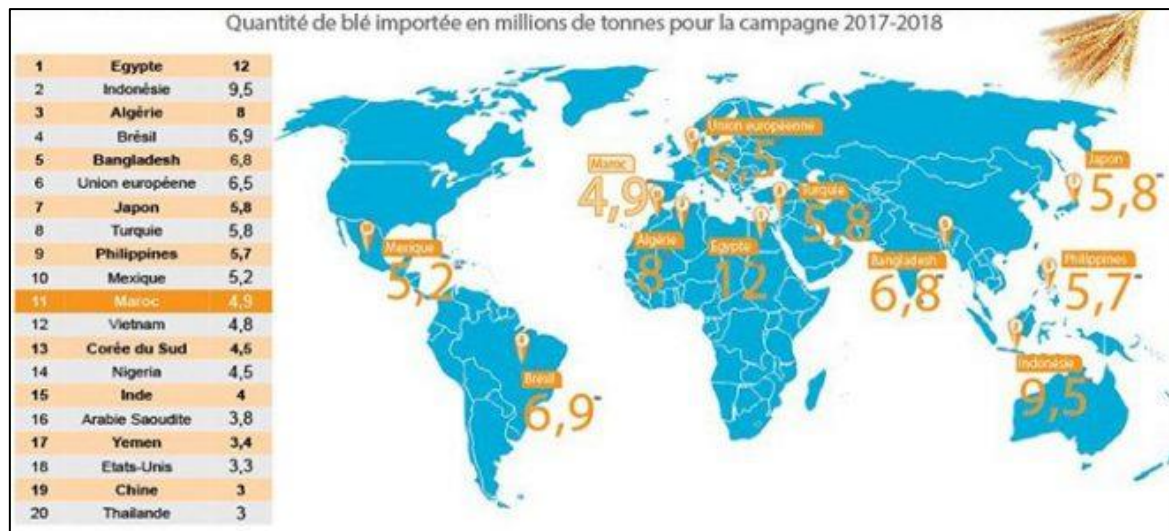 Quantité de blé importée en millions de tonnes pour la campagne 2017-2018
1 Egypte 12
2 Indonésie 9,5
3 Algérie 8
4 Brésil 6,9
5 Bangladesh 6,8
6 Union européene 6,5
7 Japon 5,8
8 Turquie 5,8
9 Philippines 5,7
10 Mexique 5,2
11 Maroc 4,9
12 Vietnam 4,8
13 Corée du Sud 4,5
14 Nigeria 4,5
15 Inde 4
16 Arabie Saoudite 3,8
17 Yemen 3,4
18 Etats-Unis 3,3
19 Chine 3
20 Thailande 3
Union européenne
6,5
Maroc
4,9
Turquie
5,8
Japon
5,8
Algérie
8
Egypte
12
Mexique
5,2
Bangladesh
6,8
Philippines
5,7
Indonésie
9,5
Brésil
6,9